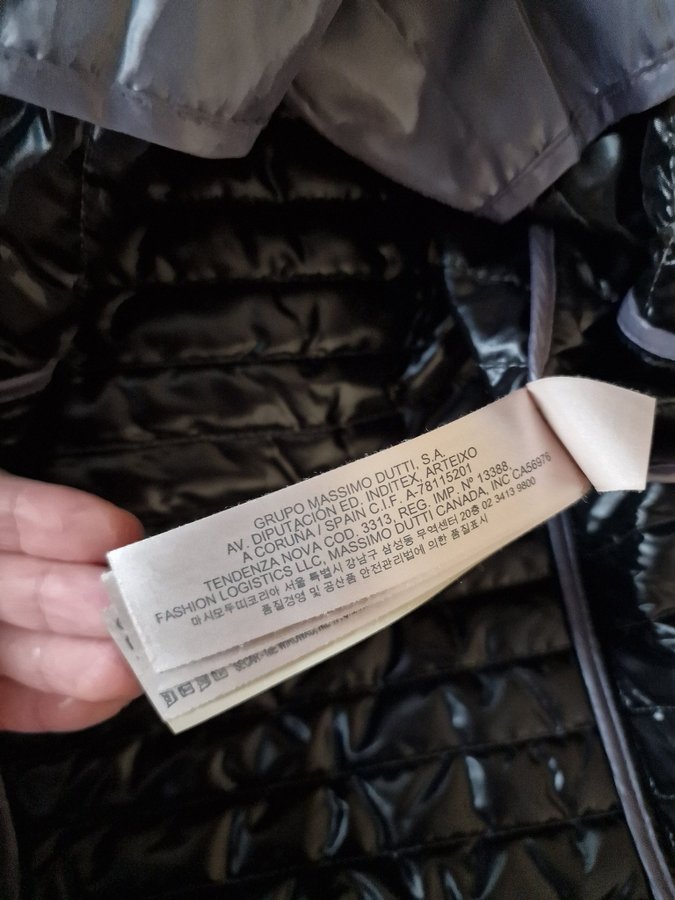 GRUPO MASSIMO DUTTI, S.A.
AV. DIPUTACIÓN ED. INDITEX, ARTEIXO
A CORUÑA / SPAIN C.I.F. A-78115201
TENDENZA NOVA COD. 3313, REG. IMP. Nº 13388,
FASHION LOGISTICS LLC, MASSIMO DUTTI CANADA, INC CA56976
마시모두띠코리아 서울 특별시 강남구 삼성동 무역센터 20층 02 3413 9800
품질경영 및 공산품 안전관리법에 의한 품질표시